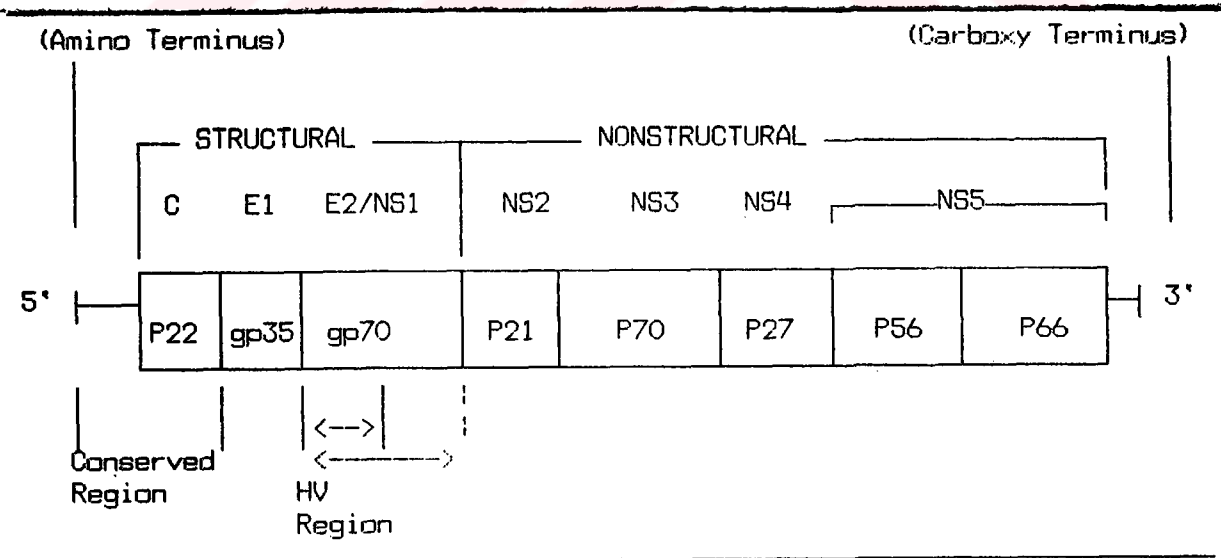 (Amino Terminus) (Carboxy Terminus)
STRUCTURAL NONSTRUCTURAL
C E1 E2/NS1 NS2 NS3 NS4 NS5
5' 3'
P22 gp35 gp70 P21 P70 P27 P56 P66
<-->
Conserved <------>
Region HV
Region